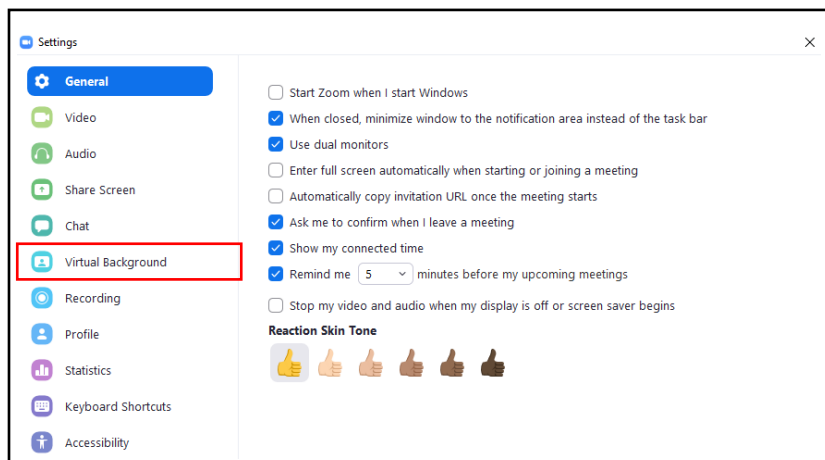 Settings
General
Video
Audio
Share Screen
Chat
Virtual Background
Recording
Profile
Statistics
Keyboard Shortcuts
Accessibility
Start Zoom when I start Windows
When closed, minimize window to the notification area instead of the task bar
Use dual monitors
Enter full screen automatically when starting or joining a meeting
Automatically copy invitation URL once the meeting starts
Ask me to confirm when I leave a meeting
Show my connected time
Remind me 5 minutes before my upcoming meetings
Stop my video and audio when my display is off or screen saver begins
Reaction Skin Tone